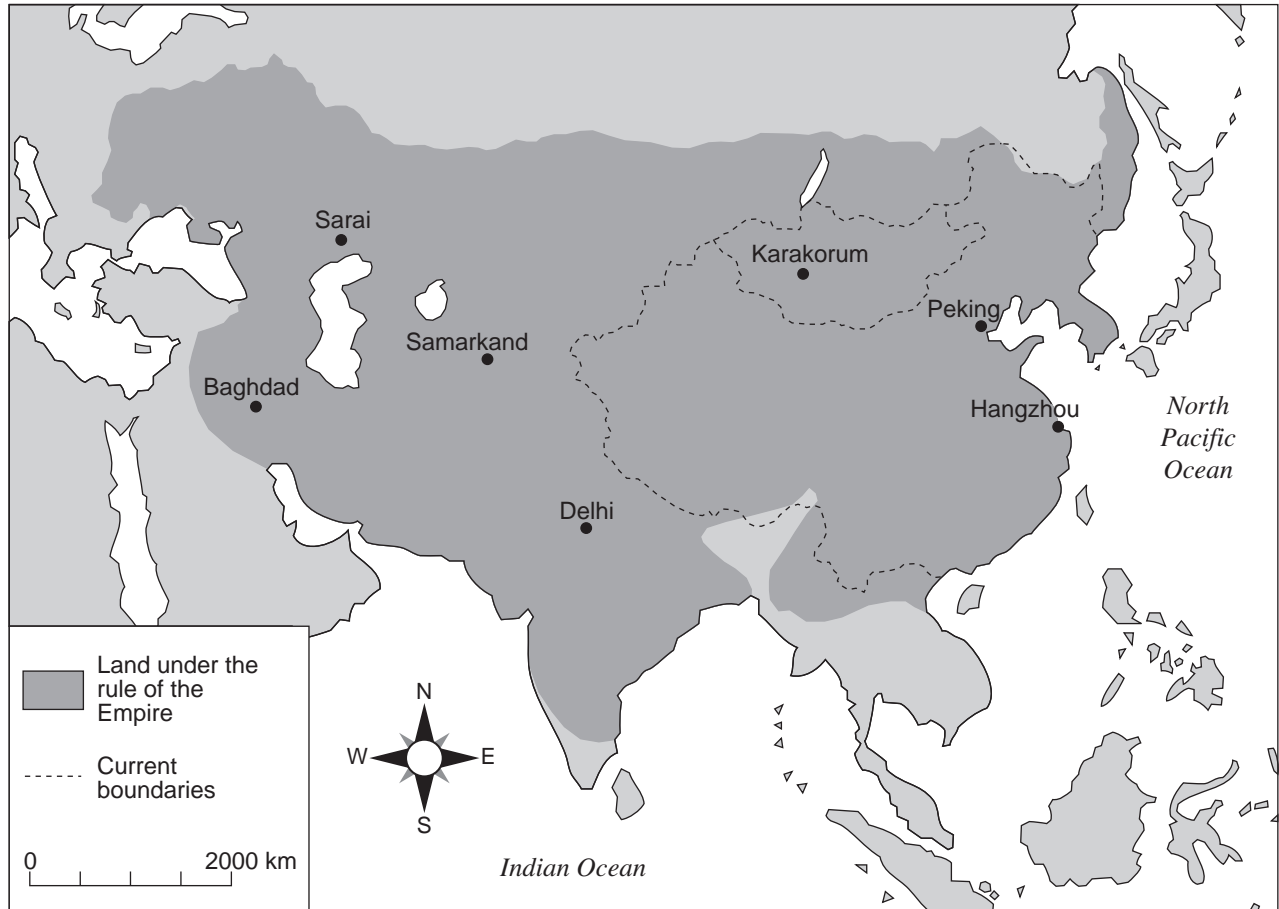 Sarai
Karakorum
Peking
Samarkand
Baghdad
Hangzhou
North
Pacific
Ocean
Delhi
Land under the
rule of the
Empire
Current
boundaries
0 2000 km
N
W E
S
Indian Ocean